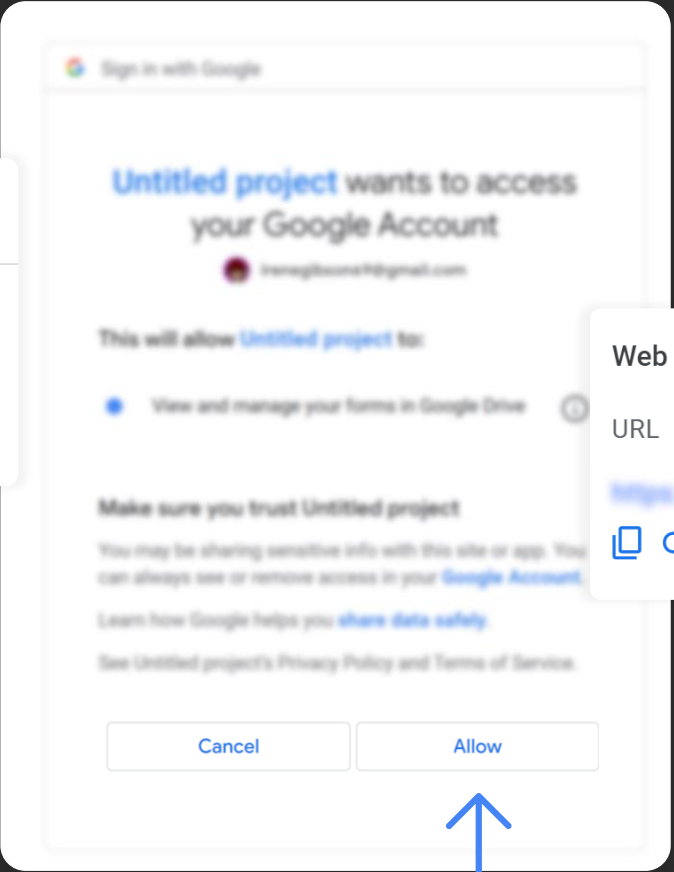 Sign in with Google
Untitled project wants to access
your Google Account
This will allow Untitled project to:
View and manage your forms in Google Drive
Web
URL
https
Make sure you trust Untitled project
You may be sharing sensitive info with this site or app. You
can always see or remove access in your Google Account.
Learn how Google helps you share data safely.
See Untitled project's Privacy Policy and Terms of Service.
Cancel
Allow